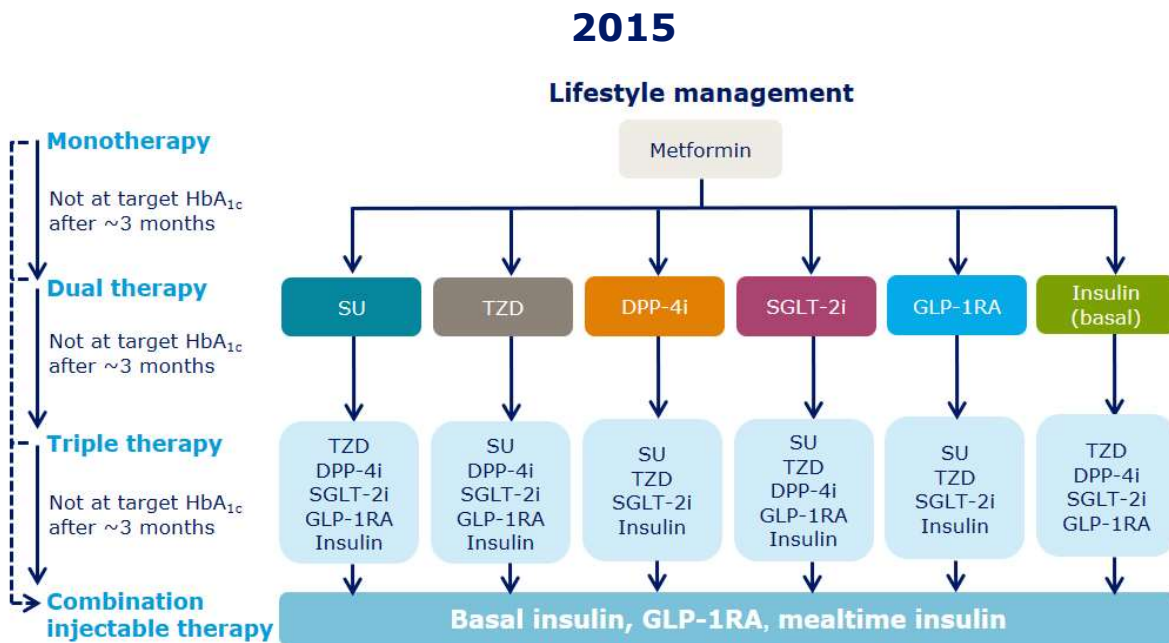 2015
Lifestyle management
Monotherapy
Metformin
Not at target HbA1c
after ~3 months
Dual therapy
SU
TZD
DPP-4i
SGLT-2i
GLP-1RA
Insulin
(basal)
Not at target HbA1c
after ~3 months
Triple therapy
TZD
DPP-4i
SGLT-2i
GLP-1RA
Insulin
SU
DPP-4i
SGLT-2i
GLP-1RA
Insulin
SU
TZD
SGLT-2i
Insulin
SU
TZD
DPP-4i
GLP-1RA
Insulin
SU
TZD
SGLT-2i
Insulin
TZD
DPP-4i
SGLT-2i
GLP-1RA
Not at target HbA1c
after ~3 months
Combination
injectable therapy
Basal insulin, GLP-1RA, mealtime insulin